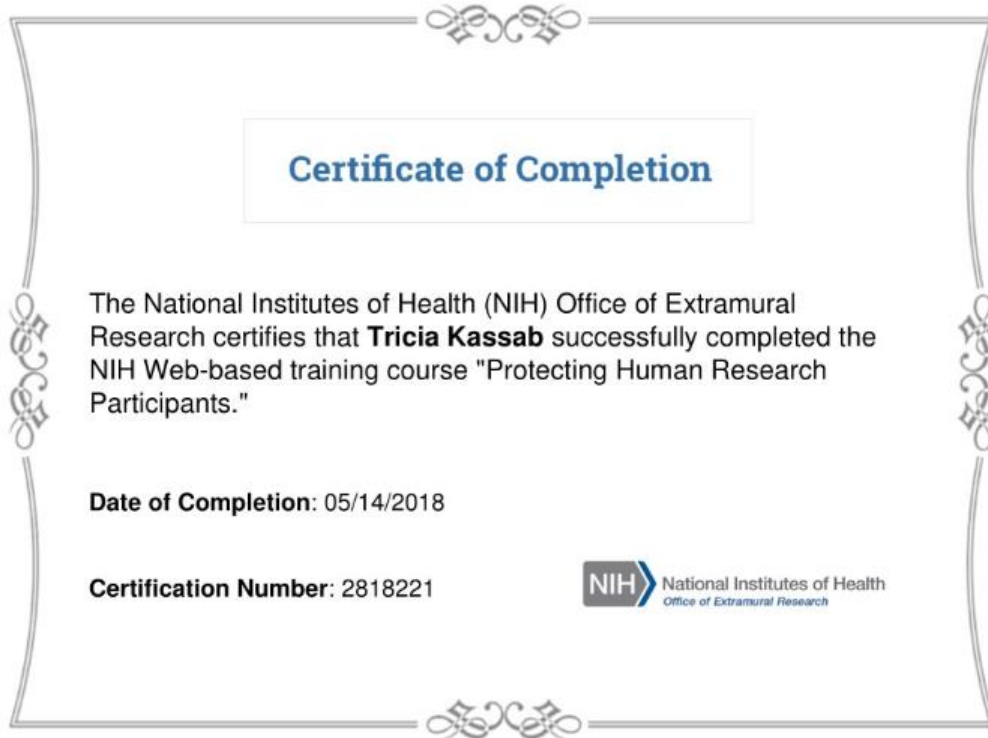 Certificate of Completion
The National Institutes of Health (NIH) Office of Extramural
Research certifies that Tricia Kassab successfully completed the
NIH Web-based training course "Protecting Human Research
Participants."
Date of Completion: 05/14/2018
Certification Number: 2818221
NIH National Institutes of Health
Office of Extramural Research